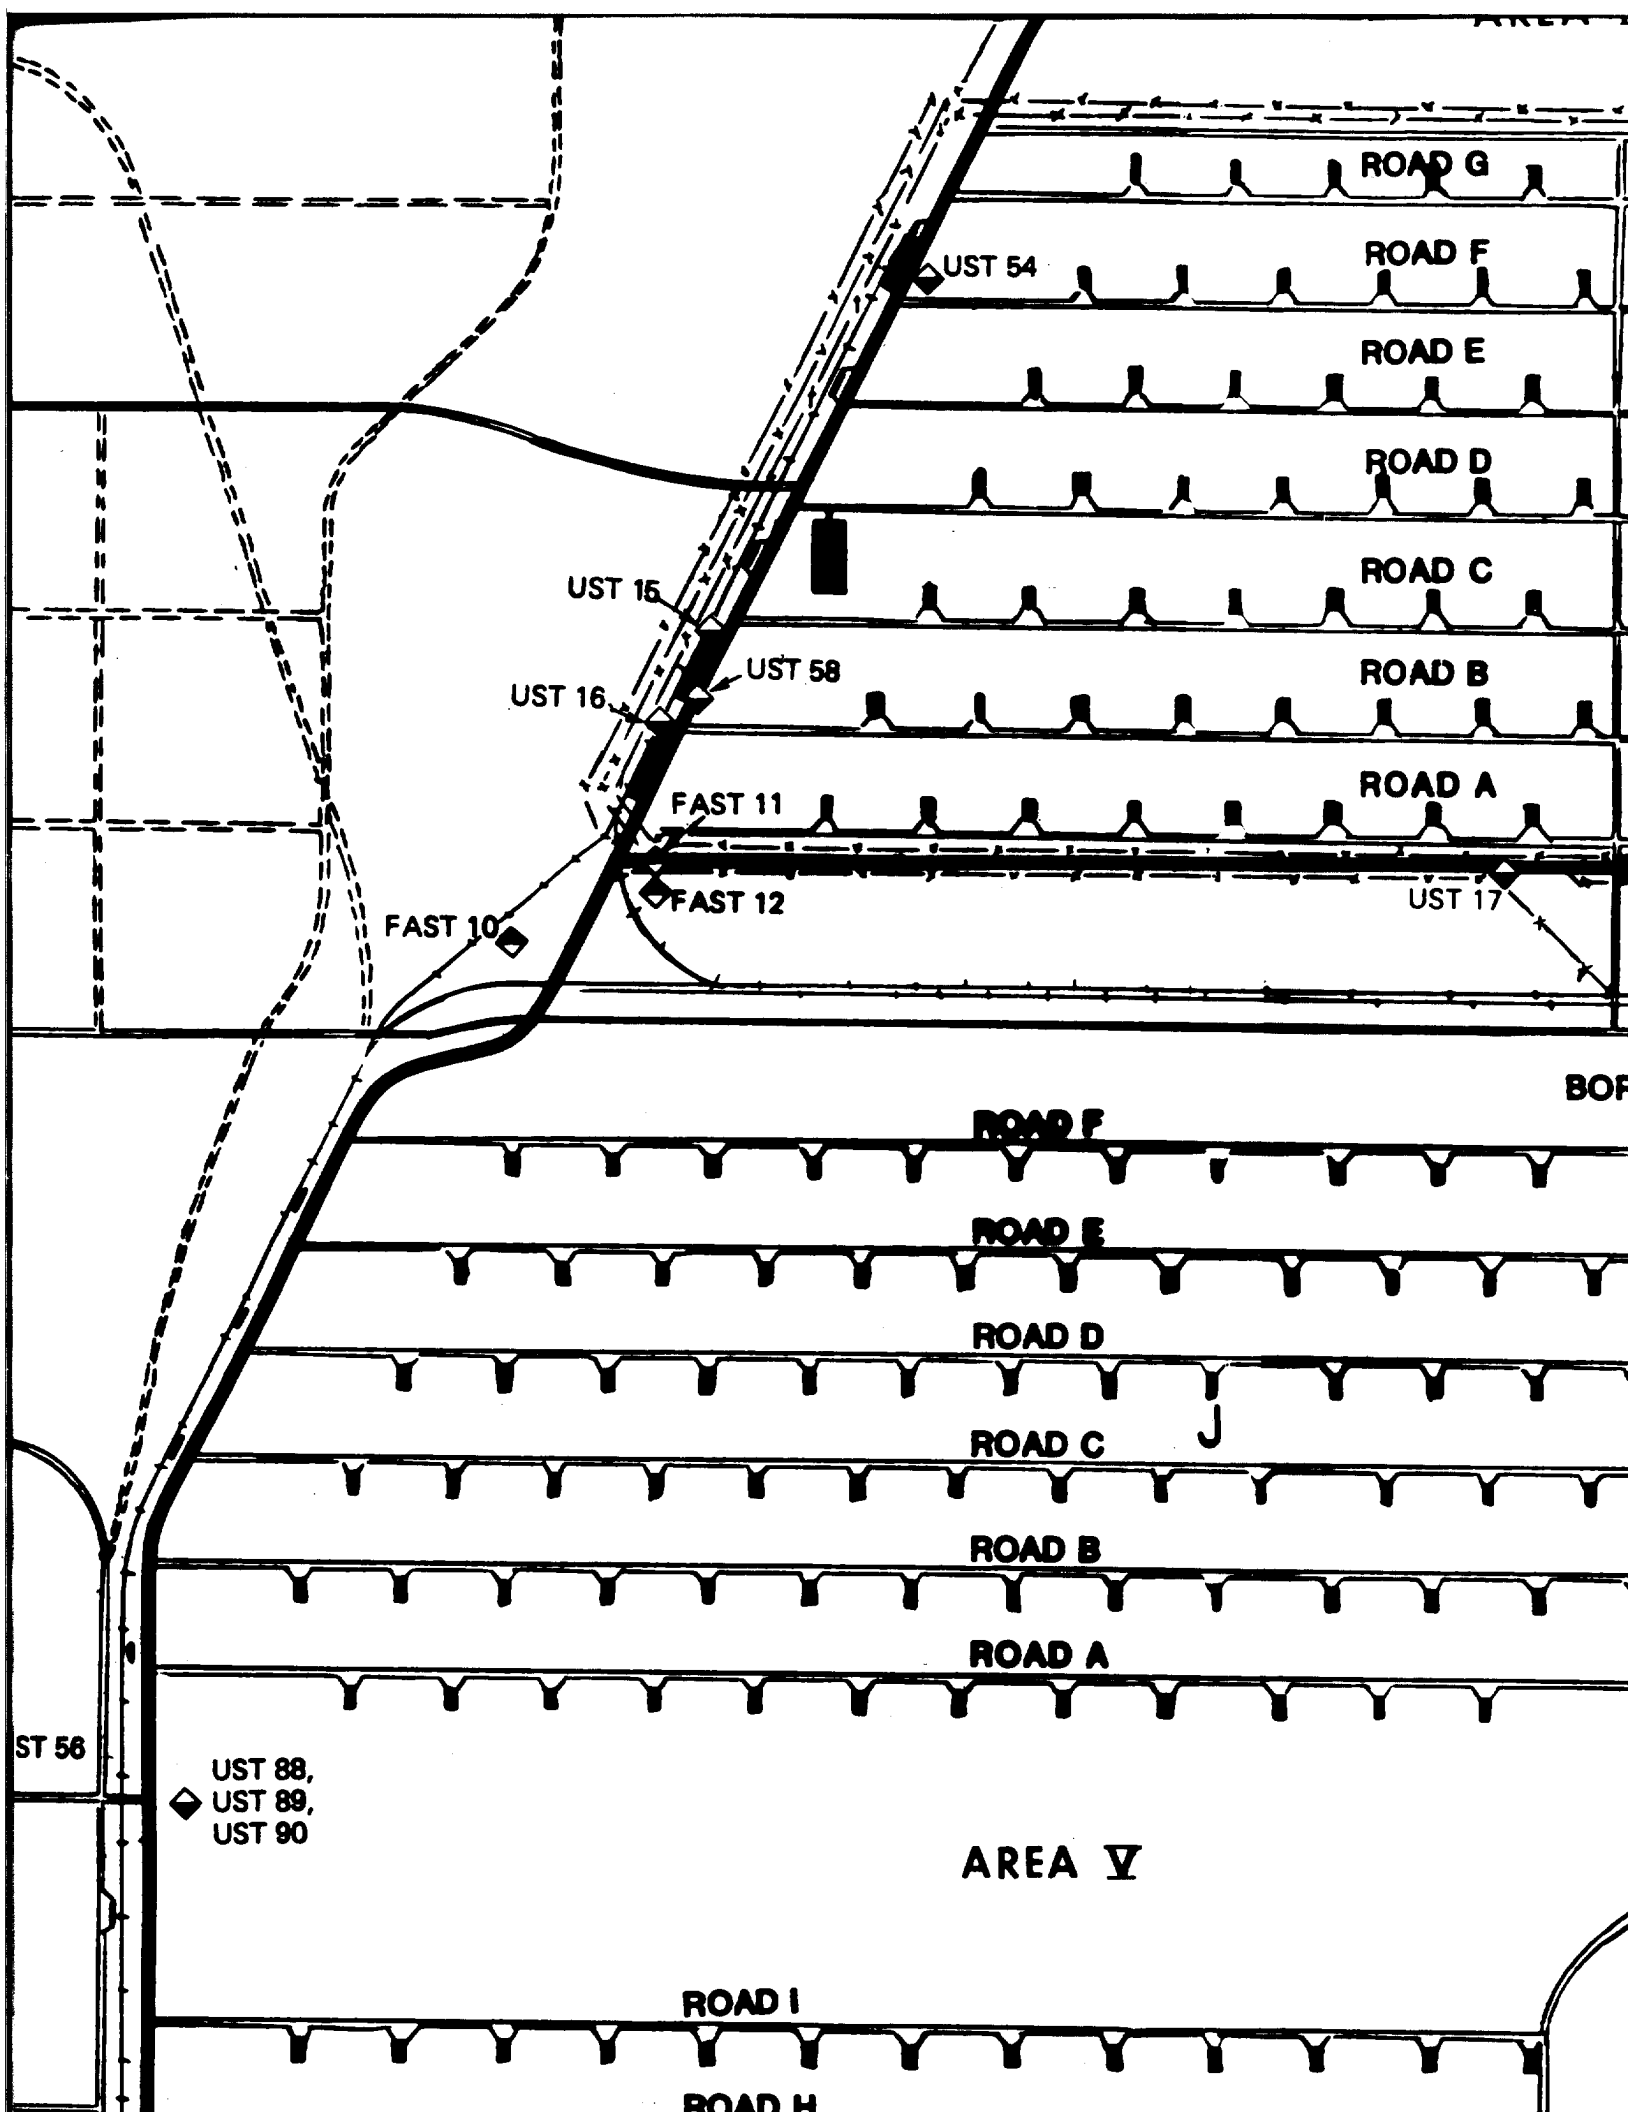 ROAD G
UST 54
ROAD F
ROAD E
ROAD D
ROAD C
UST 15
UST 58
ROAD B
UST 16
ROAD A
FAST 11
FAST 12
UST 17
FAST 10
BOR
ROAD F
ROAD E
ROAD D
J
ROAD C
ROAD B
ROAD A
ST 56
UST 88,
UST 89,
UST 90
AREA V
ROAD I
ROAD H